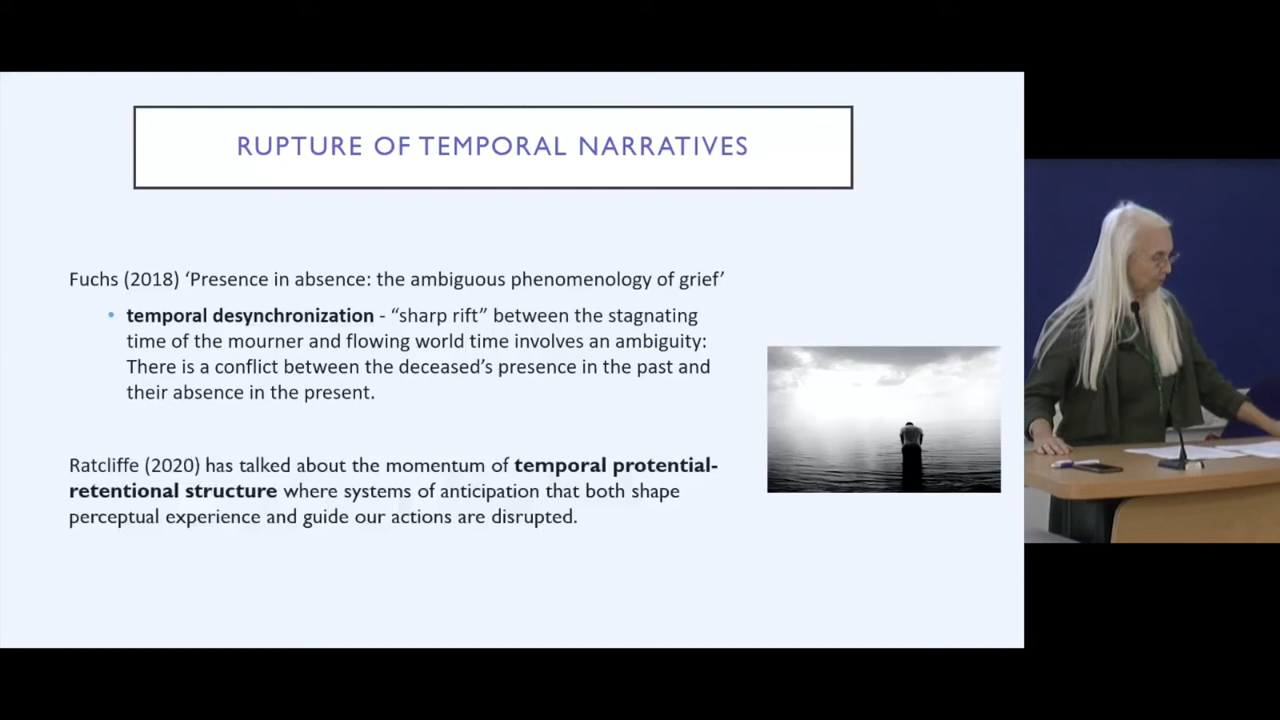 RUPTURE OF TEMPORAL NARRATIVES
Fuchs (2018) ‘Presence in absence: the ambiguous phenomenology of grief’
• temporal desynchronization - “sharp rift” between the stagnating
time of the mourner and flowing world time involves an ambiguity:
There is a conflict between the deceased’s presence in the past and
their absence in the present.
Ratcliffe (2020) has talked about the momentum of temporal protential-
retentional structure where systems of anticipation that both shape
perceptual experience and guide our actions are disrupted.